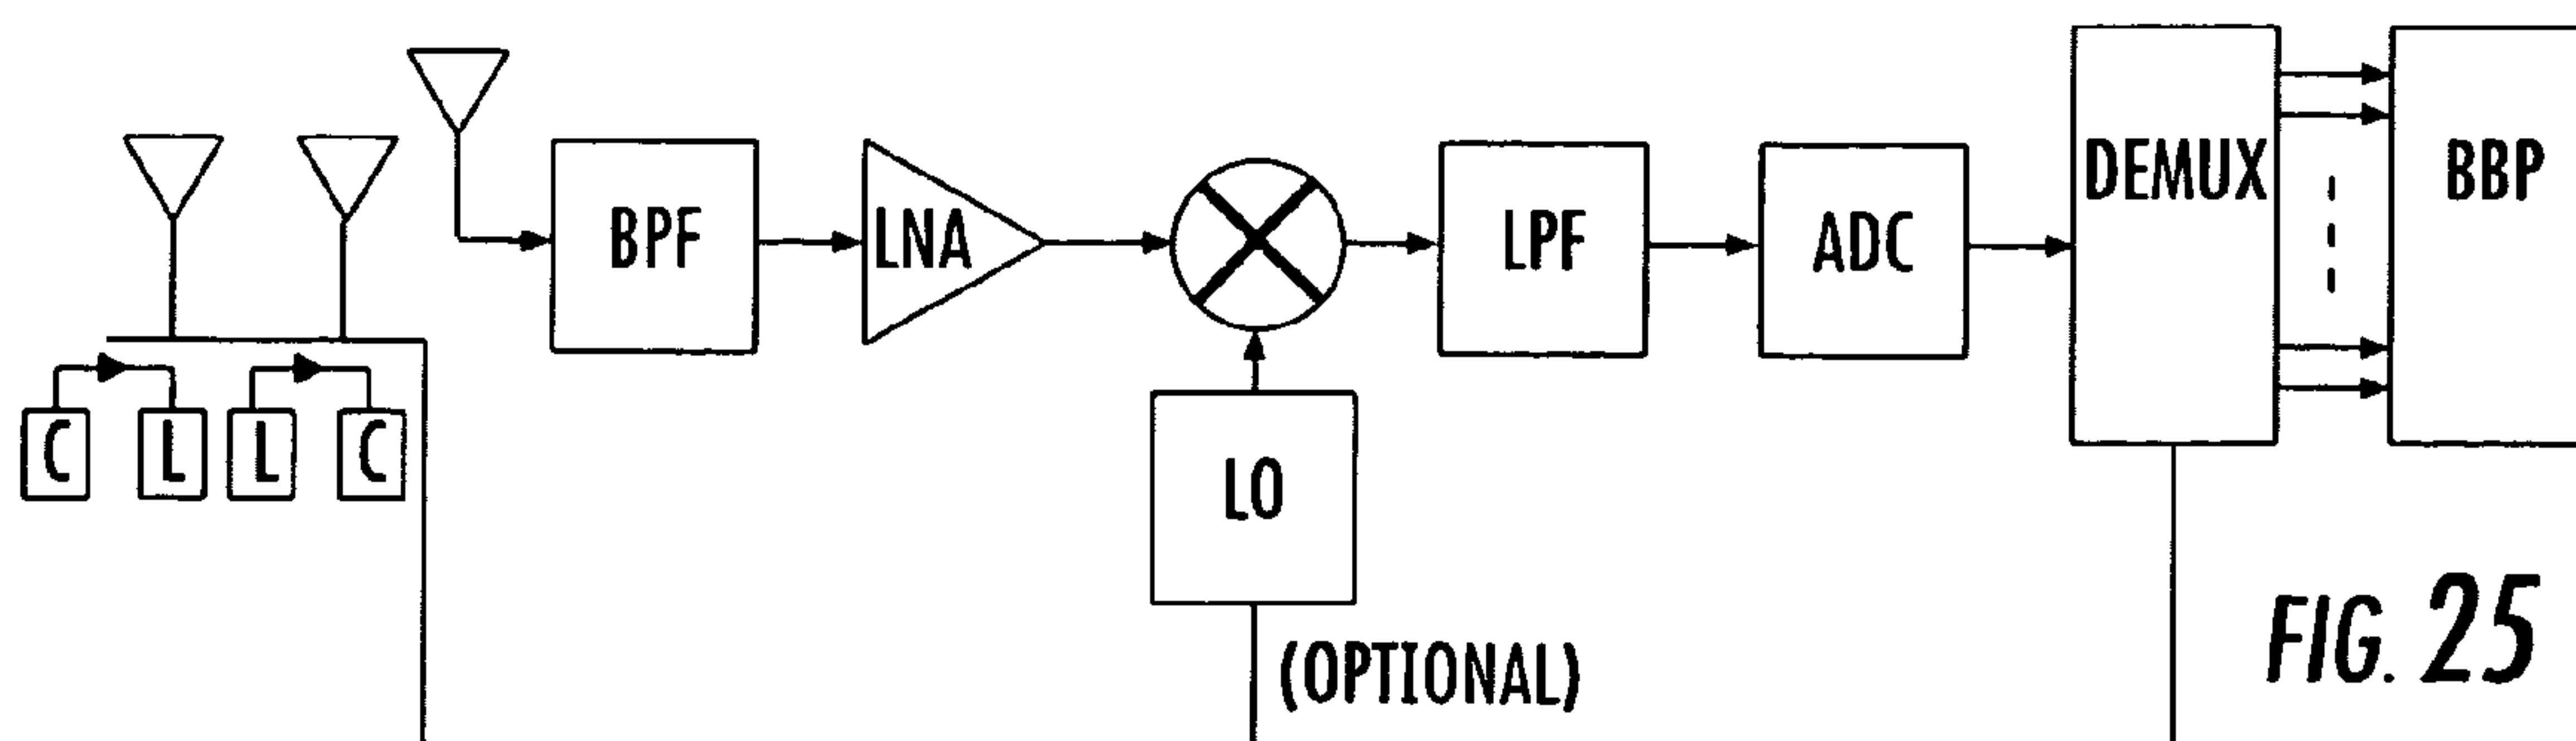 BPF
LNA
LPF
ADC
DEMUX
BBP
C
L
L
C
LO
(OPTIONAL)
FIG. 25